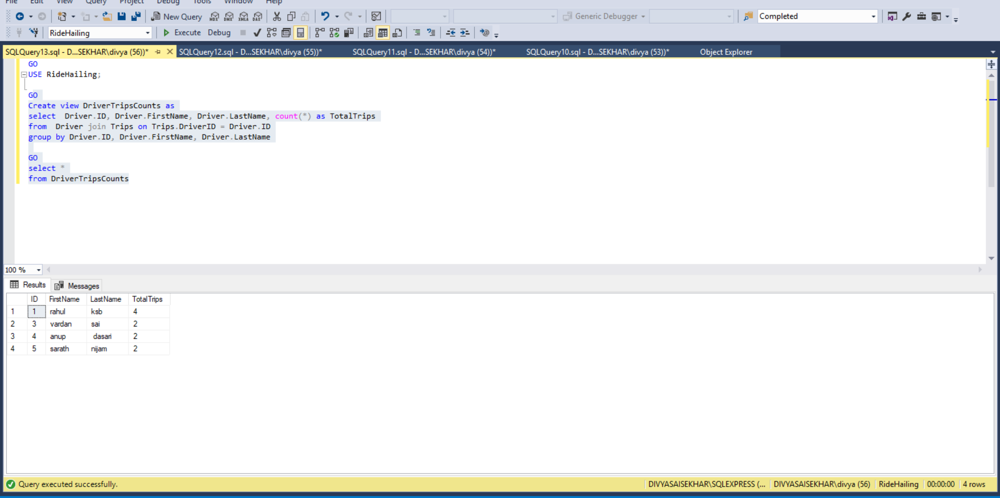 File Edit View Query Project Debug Tools Window Help
New Query MDX DMX XMLA DAX Generic Debugger Completed
RideHailing Execute Debug
SQLQuery13.sql - D...SEKHAR\divya (56))* SQLQuery12.sql - D...SEKHAR\divya (55))* SQLQuery11.sql - D...SEKHAR\divya (54))* SQLQuery10.sql - D...SEKHAR\divya (53))* Object Explorer
GO
USE RideHailing;
GO
Create view DriverTripsCounts as
select  Driver.ID, Driver.FirstName, Driver.LastName, count(*) as TotalTrips
from  Driver join Trips on Trips.DriverID = Driver.ID
group by Driver.ID, Driver.FirstName, Driver.LastName
GO
select *
from DriverTripsCounts
100 %
Results Messages
ID FirstName LastName TotalTrips
1 1 rahul ksb 4
2 3 vardan sai 2
3 4 anup dasari 2
4 5 sarath nijam 2
Query executed successfully. DIVYASAISEKHAR\SQLEXPRESS (... DIVYASAISEKHAR\divya (56) RideHailing 00:00:00 4 rows